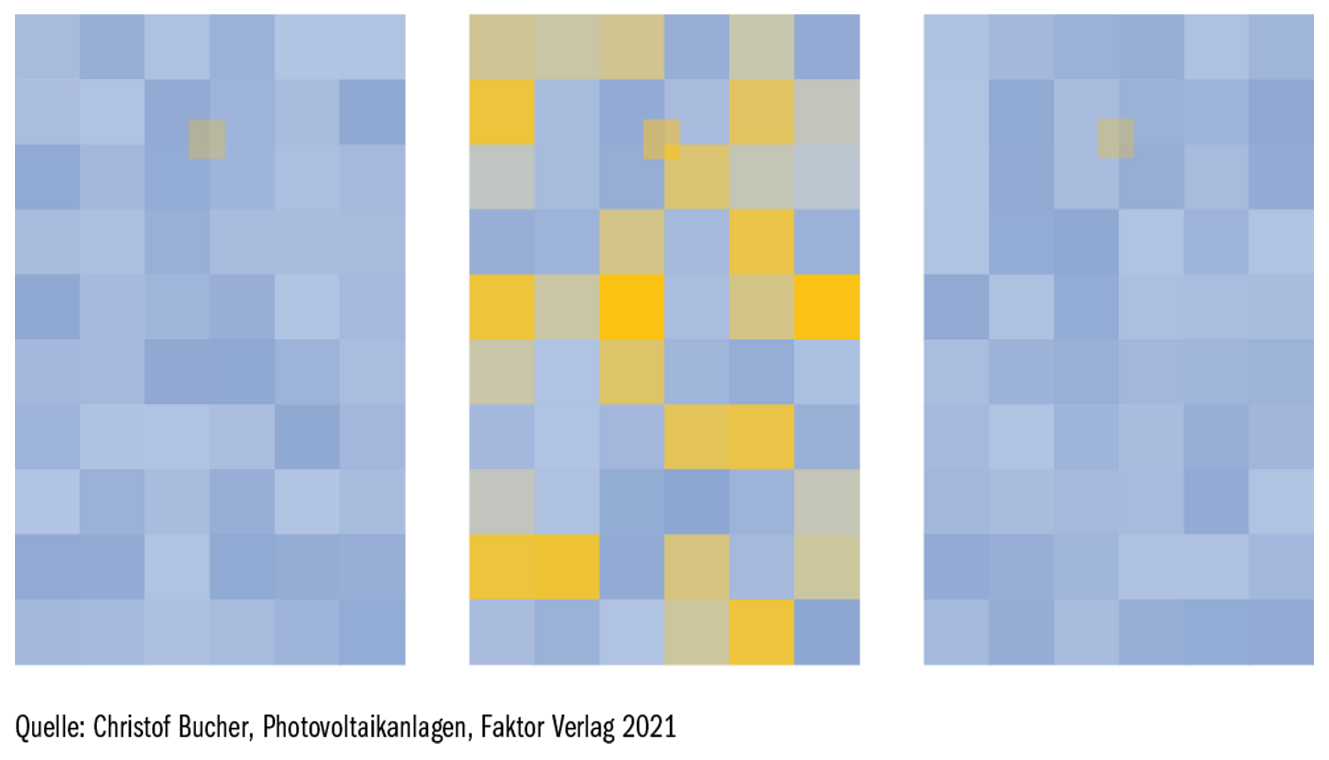 Quelle: Christof Bucher, Photovoltaikanlagen, Faktor Verlag 2021